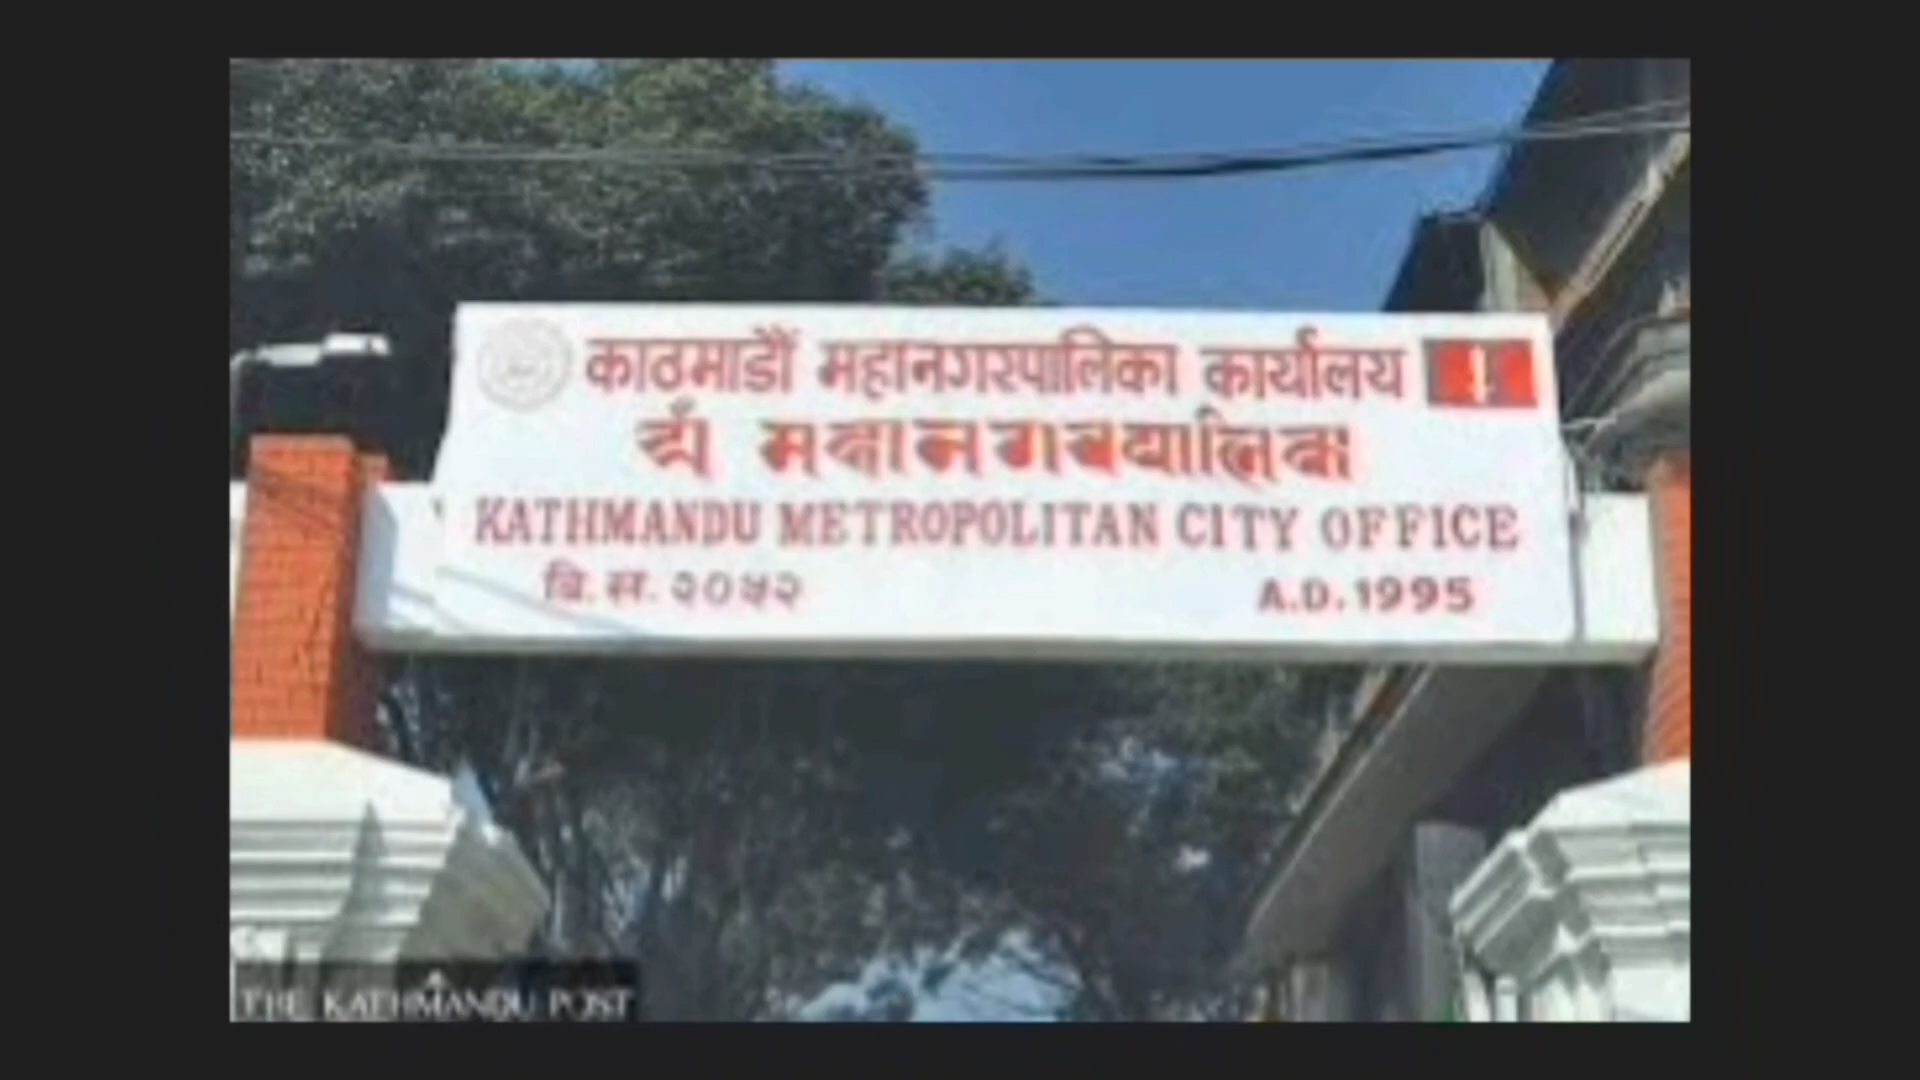 काठमाडौं महानगरपालिका कार्यालय
KATHMANDU METROPOLITAN CITY OFFICE
वि.सं. २०५२
A.D. 1995
THE KATHMANDU POST